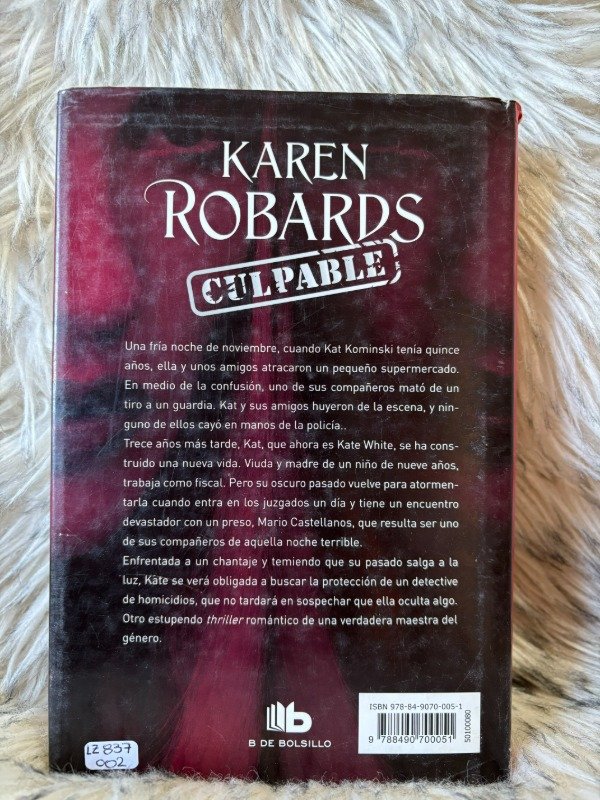 KAREN
ROBARDS
CULPABLE
Una fría noche de noviembre, cuando Kat Kominski tenía quince
años, ella y unos amigos atracaron un pequeño supermercado.
En medio de la confusión, uno de sus compañeros mató de un
tiro a un guardia. Kat y sus amigos huyeron de la escena, y nin-
guno de ellos cayó en manos de la policía..
Trece años más tarde, Kat, que ahora es Kate White, se ha cons-
truido una nueva vida. Viuda y madre de un niño de nueve años,
trabaja como fiscal. Pero su oscuro pasado vuelve para atormen-
tarla cuando entra en los juzgados un día y tiene un encuentro
devastador con un preso, Mario Castellanos, que resulta ser uno
de sus compañeros de aquella noche terrible.
Enfrentada a un chantaje y temiendo que su pasado salga a la
luz, Kate se verá obligada a buscar la protección de un detective
de homicidios, que no tardará en sospechar que ella oculta algo.
Otro estupendo thriller romántico de una verdadera maestra del
género.
ISBN 978-84-9070-005-1
9 788490 700051
50100080
b
B DE BOLSILLO
LZ 837
002